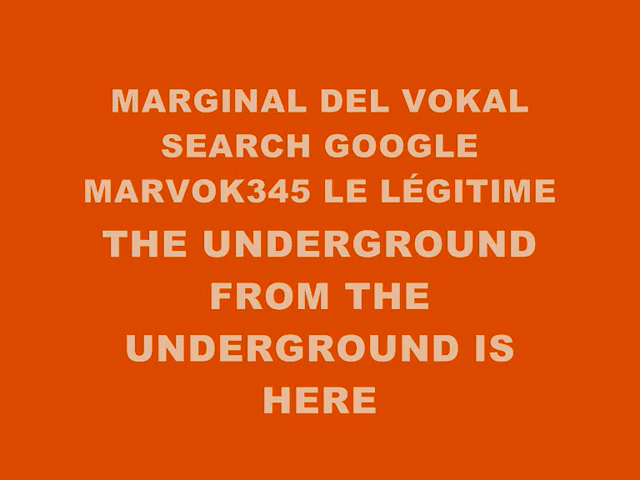 MARGINAL DEL VOKAL
SEARCH GOOGLE
MARVOK345 LE LÉGITIME
THE UNDERGROUND
FROM THE
UNDERGROUND IS
HERE